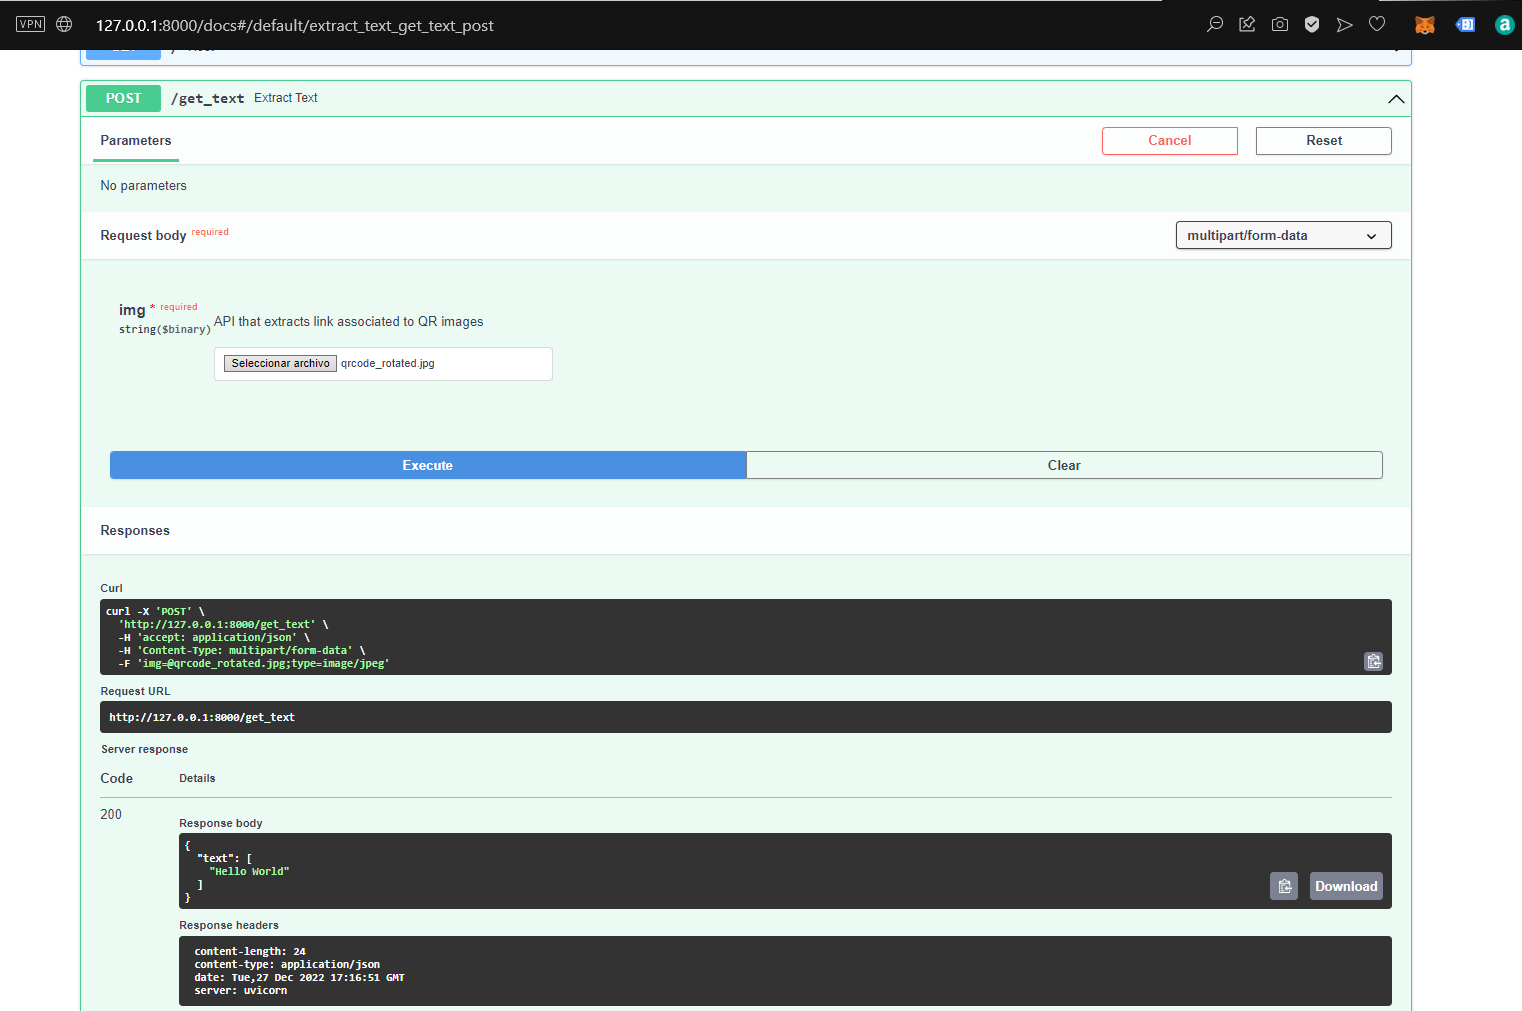 VPN 127.0.0.1:8000/docs#/default/extract_text_get_text_post
POST /get_text Extract Text
Parameters
Cancel
Reset
No parameters
Request body required
multipart/form-data
img * required
string($binary)
API that extracts link associated to QR images
Seleccionar archivo qrcode_rotated.jpg
Execute
Clear
Responses
Curl
curl -X 'POST' \
'http://127.0.0.1:8000/get_text' \
-H 'accept: application/json' \
-H 'Content-Type: multipart/form-data' \
-F 'img=@qrcode_rotated.jpg;type=image/jpeg'
Request URL
http://127.0.0.1:8000/get_text
Server response
Code Details
200
Response body
{
"text": [
"Hello World"
]
}
Download
Response headers
content-length: 24
content-type: application/json
date: Tue,27 Dec 2022 17:16:51 GMT
server: uvicorn